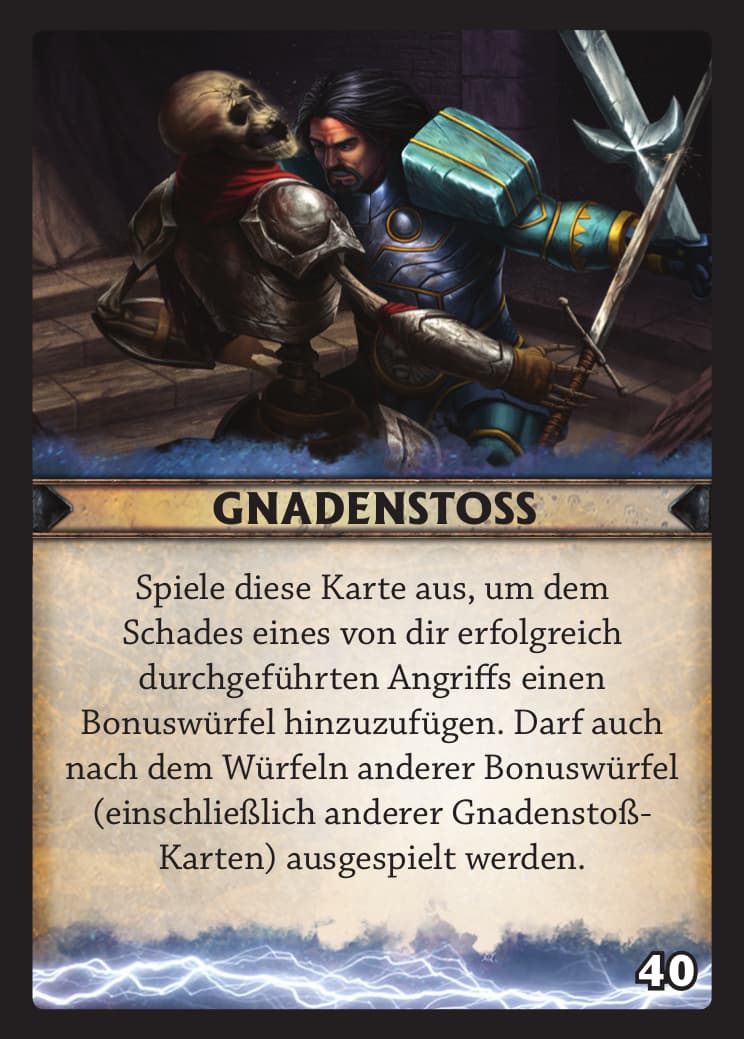 GNADENSTOSS
Spiele diese Karte aus, um dem
Schades eines von dir erfolgreich
durchgeführten Angriffs einen
Bonuswürfel hinzuzufügen. Darf auch
nach dem Würfeln anderer Bonuswürfel
(einschließlich anderer Gnadenstoß-
Karten) ausgespielt werden.
40